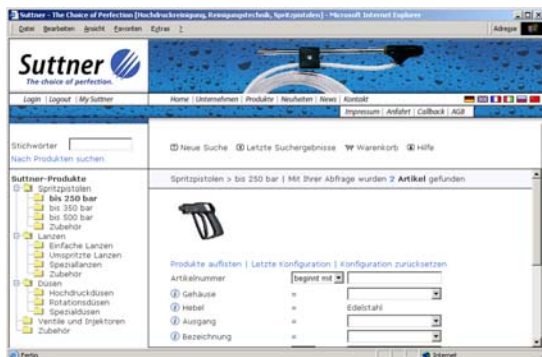 Suttner - The Choice of Perfection [Hochdruckreinigung, Reinigungstechnik, Spritzpistolen] - Microsoft Internet Explorer
Datei Bearbeiten Ansicht Favoriten Extras ?
Adresse
Suttner
The choice of perfection.
Login | Logout | My Suttner
Home | Unternehmen | Produkte | Neuheiten | News | Kontakt
Impressum | Anfahrt | Callback | AGB
Stichwörter
Nach Produkten suchen
Neue Suche Letzte Suchergebnisse Warenkorb Hilfe
Suttner-Produkte
Spritzpistolen
bis 250 bar
bis 350 bar
bis 500 bar
Zubehör
Lanzen
Einfache Lanzen
Umspritzte Lanzen
Speziallanzen
Zubehör
Düsen
Hochdruckdüsen
Rotationsdüsen
Spezialdüsen
Ventile und Injektoren
Zubehör
Spritzpistolen > bis 250 bar | Mit Ihrer Abfrage wurden 2 Artikel gefunden
Produkte auflisten | Letzte Konfiguration | Konfiguration zurücksetzen
Artikelnummer beginnt mit
Gehäuse =
Hebel = Edelstahl
Ausgang =
Bezeichnung =
Fertig
Internet